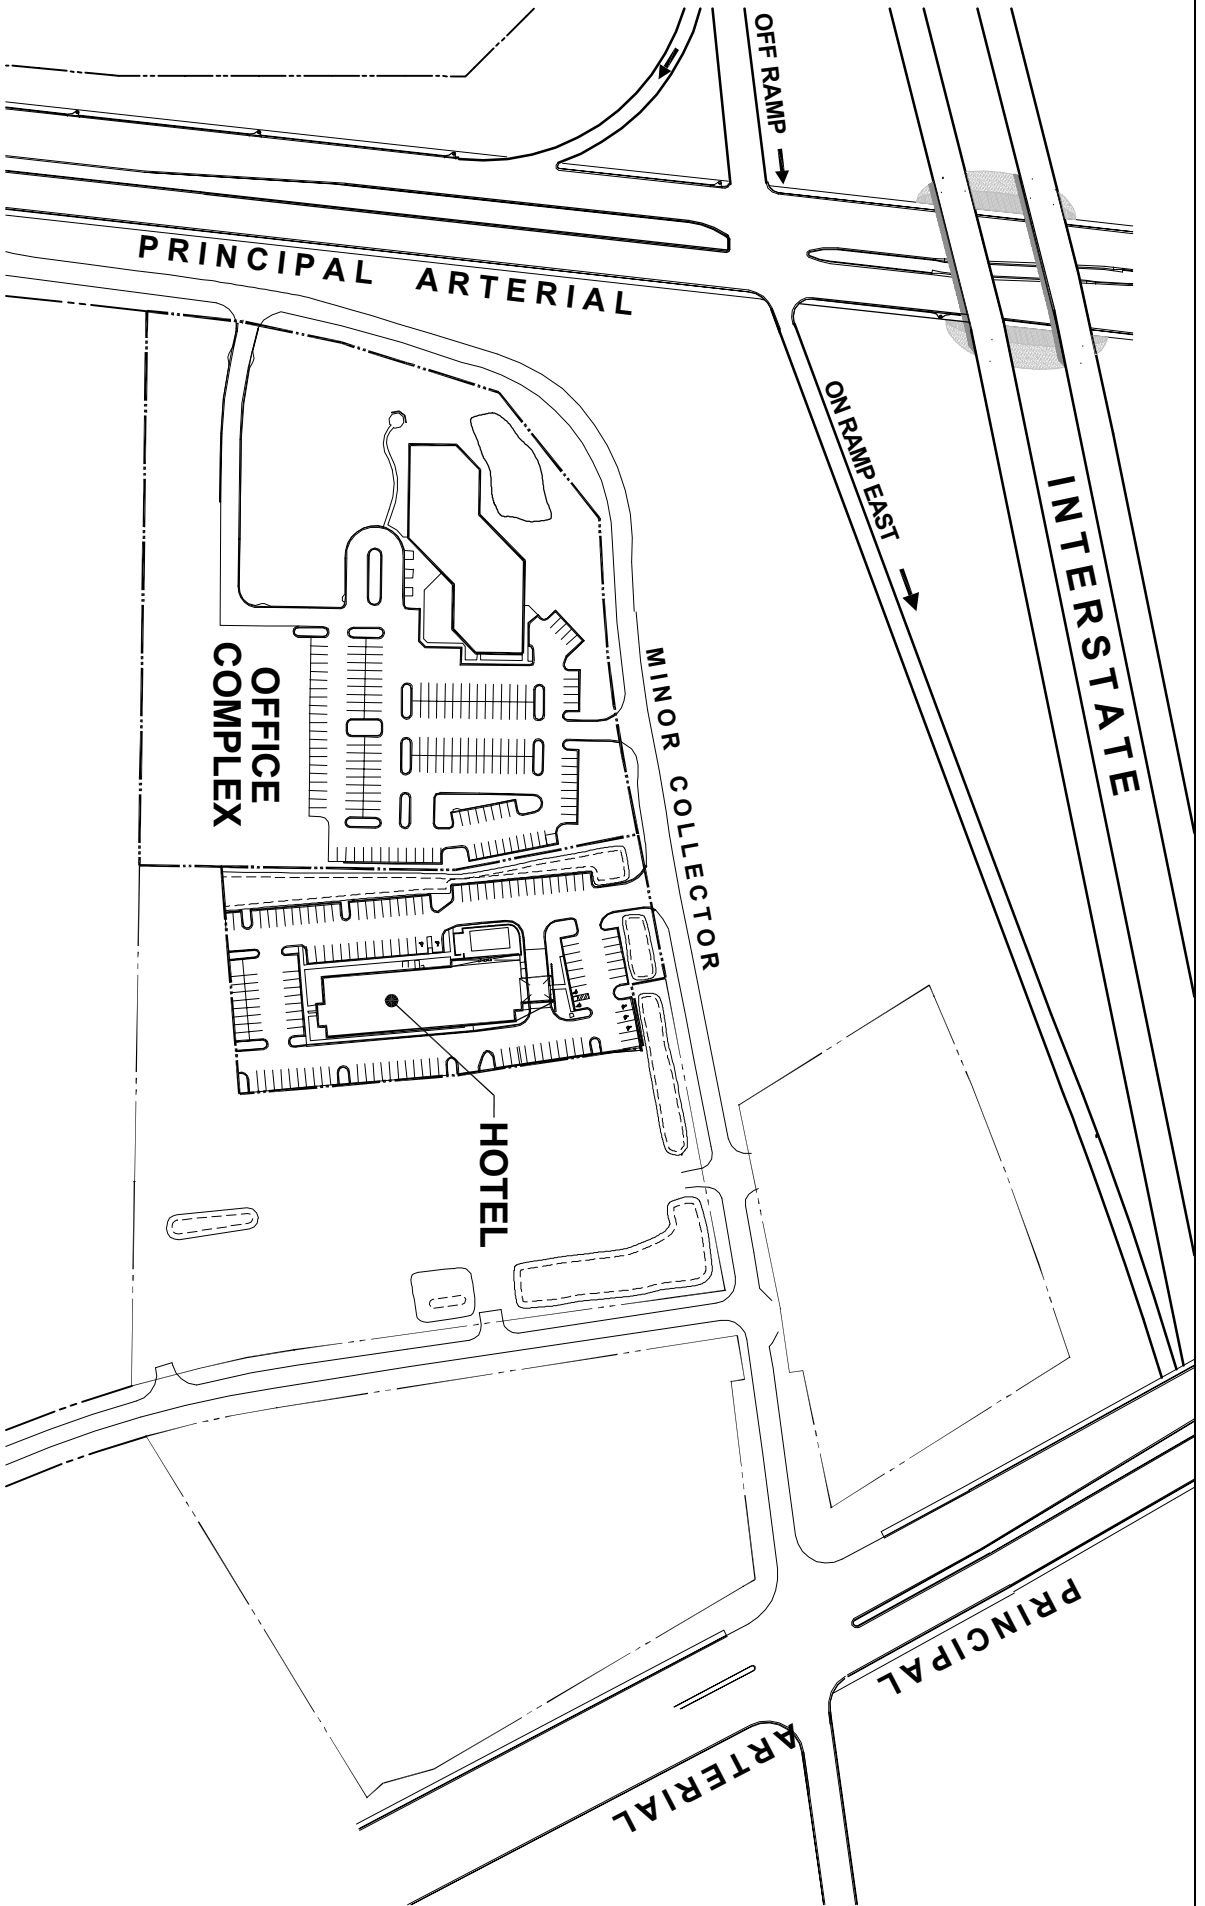 OFF RAMP
PRINCIPAL ARTERIAL
ON RAMP EAST
INTERSTATE
MINOR COLLECTOR
OFFICE
COMPLEX
HOTEL
PRINCIPAL
ARTERIAL